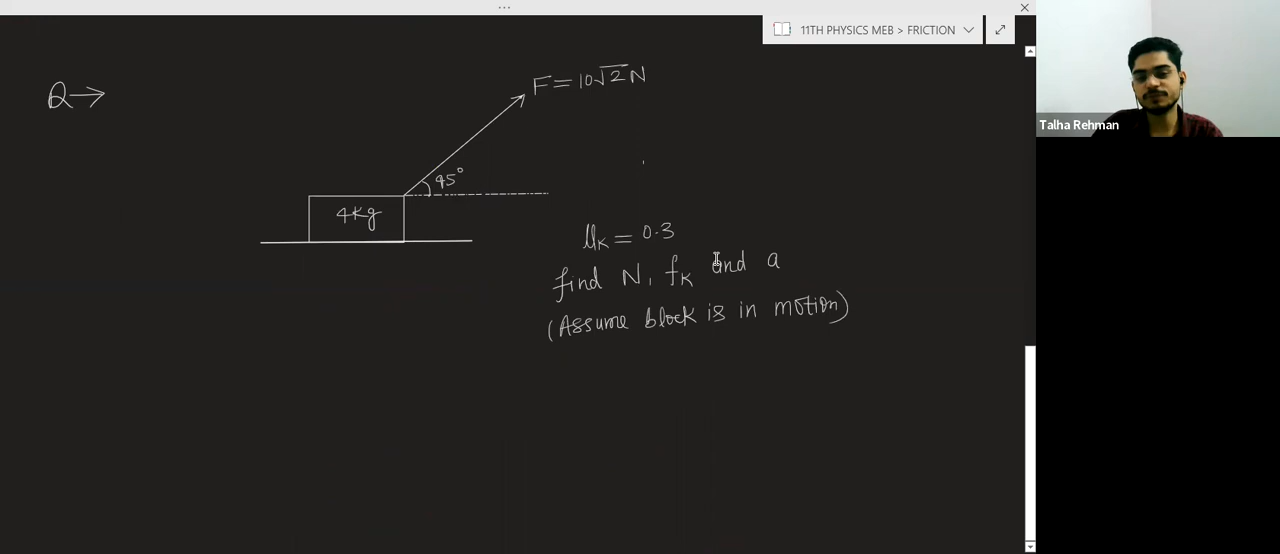 11TH PHYSICS MEB > FRICTION
Q→
F = 10√2 N
45°
4Kg
Talha Rehman
μK = 0.3
find N, fK and a
(Assume block is in motion)